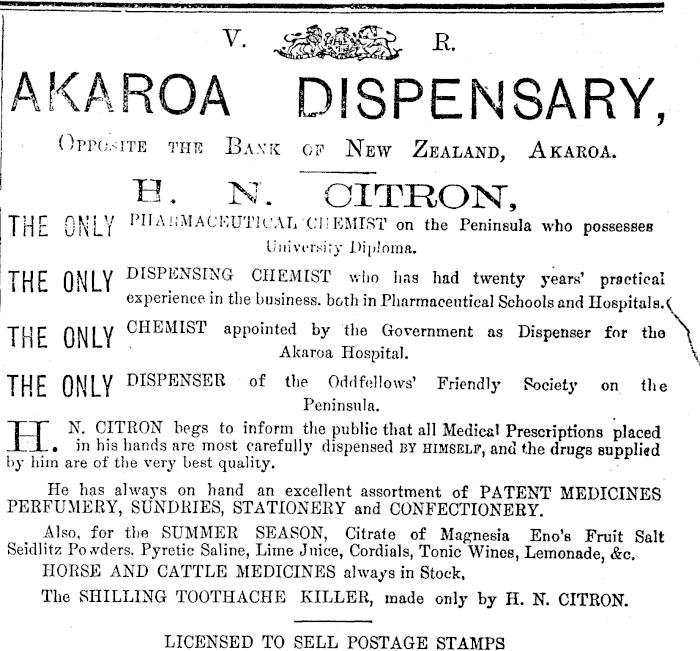 V. R.
AKAROA DISPENSARY,
OPPOSITE THE BANK OF NEW ZEALAND, AKAROA.
H. N. CITRON,
THE ONLY PHARMACEUTICAL CHEMIST on the Peninsula who possesses
University Diploma.
THE ONLY DISPENSING CHEMIST who has had twenty years' practical
experience in the business. both in Pharmaceutical Schools and Hospitals.
THE ONLY CHEMIST appointed by the Government as Dispenser for the
Akaroa Hospital.
THE ONLY DISPENSER of the Oddfellows' Friendly Society on the
Peninsula.
H. N. CITRON begs to inform the public that all Medical Prescriptions placed
in his hands are most carefully dispensed BY HIMSELF, and the drugs supplied
by him are of the very best quality.
He has always on hand an excellent assortment of PATENT MEDICINES
PERFUMERY, SUNDRIES, STATIONERY and CONFECTIONERY.
Also, for the SUMMER SEASON, Citrate of Magnesia Eno's Fruit Salt
Seidlitz Powders. Pyretic Saline, Lime Juice, Cordials, Tonic Wines, Lemonade, &c.
HORSE AND CATTLE MEDICINES always in Stock,
The SHILLING TOOTHACHE KILLER, made only by H. N. CITRON.
LICENSED TO SELL POSTAGE STAMPS